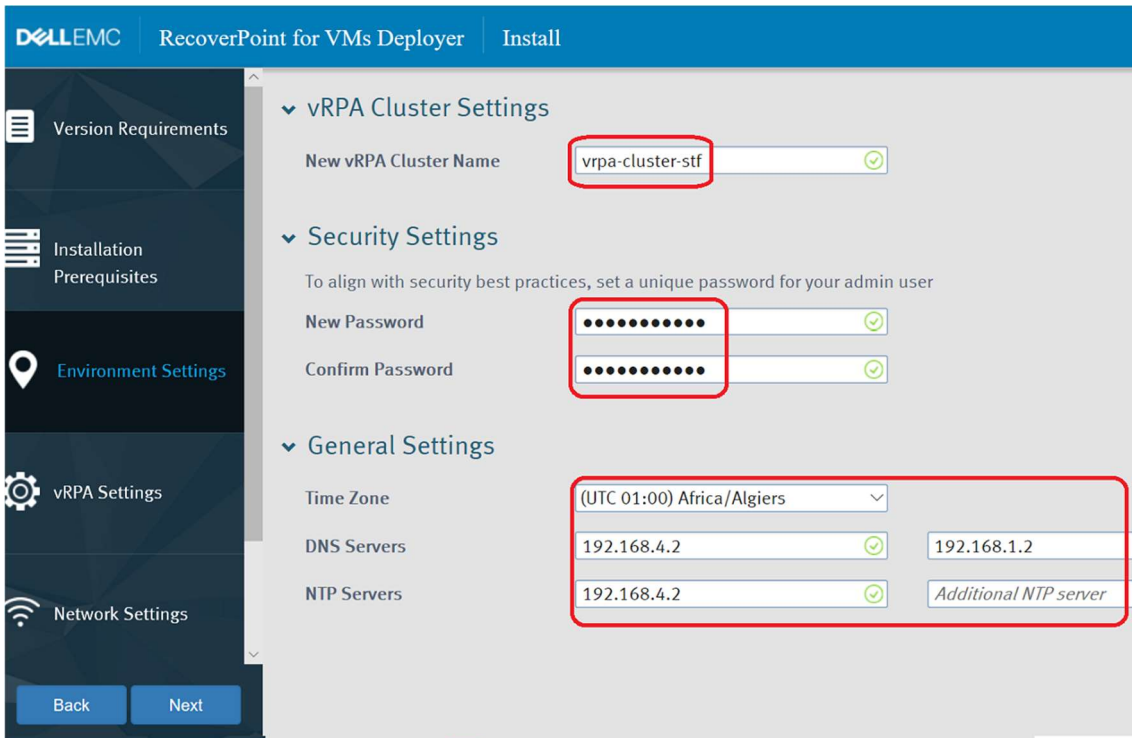 DELLEMC RecoverPoint for VMs Deployer Install
Version Requirements
Installation
Prerequisites
Environment Settings
vRPA Settings
Network Settings
Back Next
vRPA Cluster Settings
New vRPA Cluster Name vrpa-cluster-stf
Security Settings
To align with security best practices, set a unique password for your admin user
New Password •••••••••••
Confirm Password •••••••••••
General Settings
Time Zone (UTC 01:00) Africa/Algiers
DNS Servers 192.168.4.2 192.168.1.2
NTP Servers 192.168.4.2 Additional NTP server